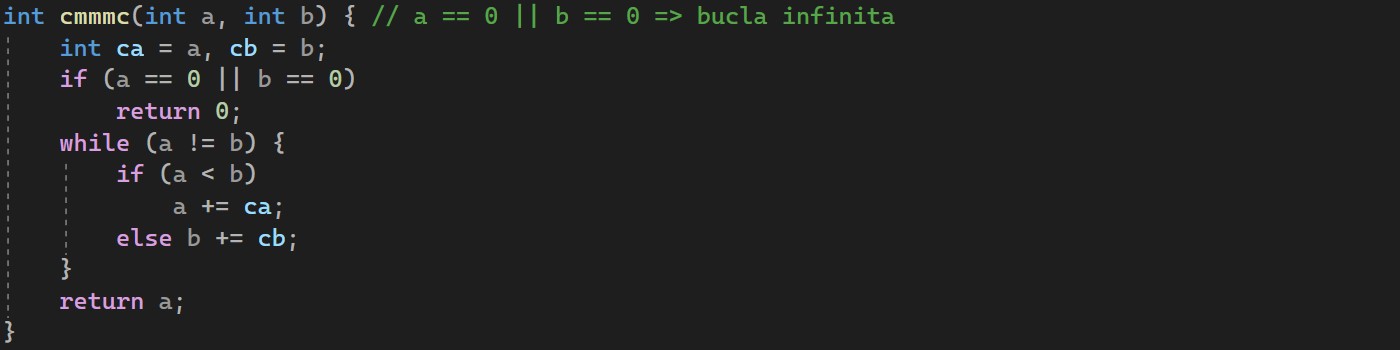 int cmmmc(int a, int b) { // a == 0 || b == 0 => bucla infinita
    int ca = a, cb = b;
    if (a == 0 || b == 0)
        return 0;
    while (a != b) {
        if (a < b)
            a += ca;
        else b += cb;
    }
    return a;
}